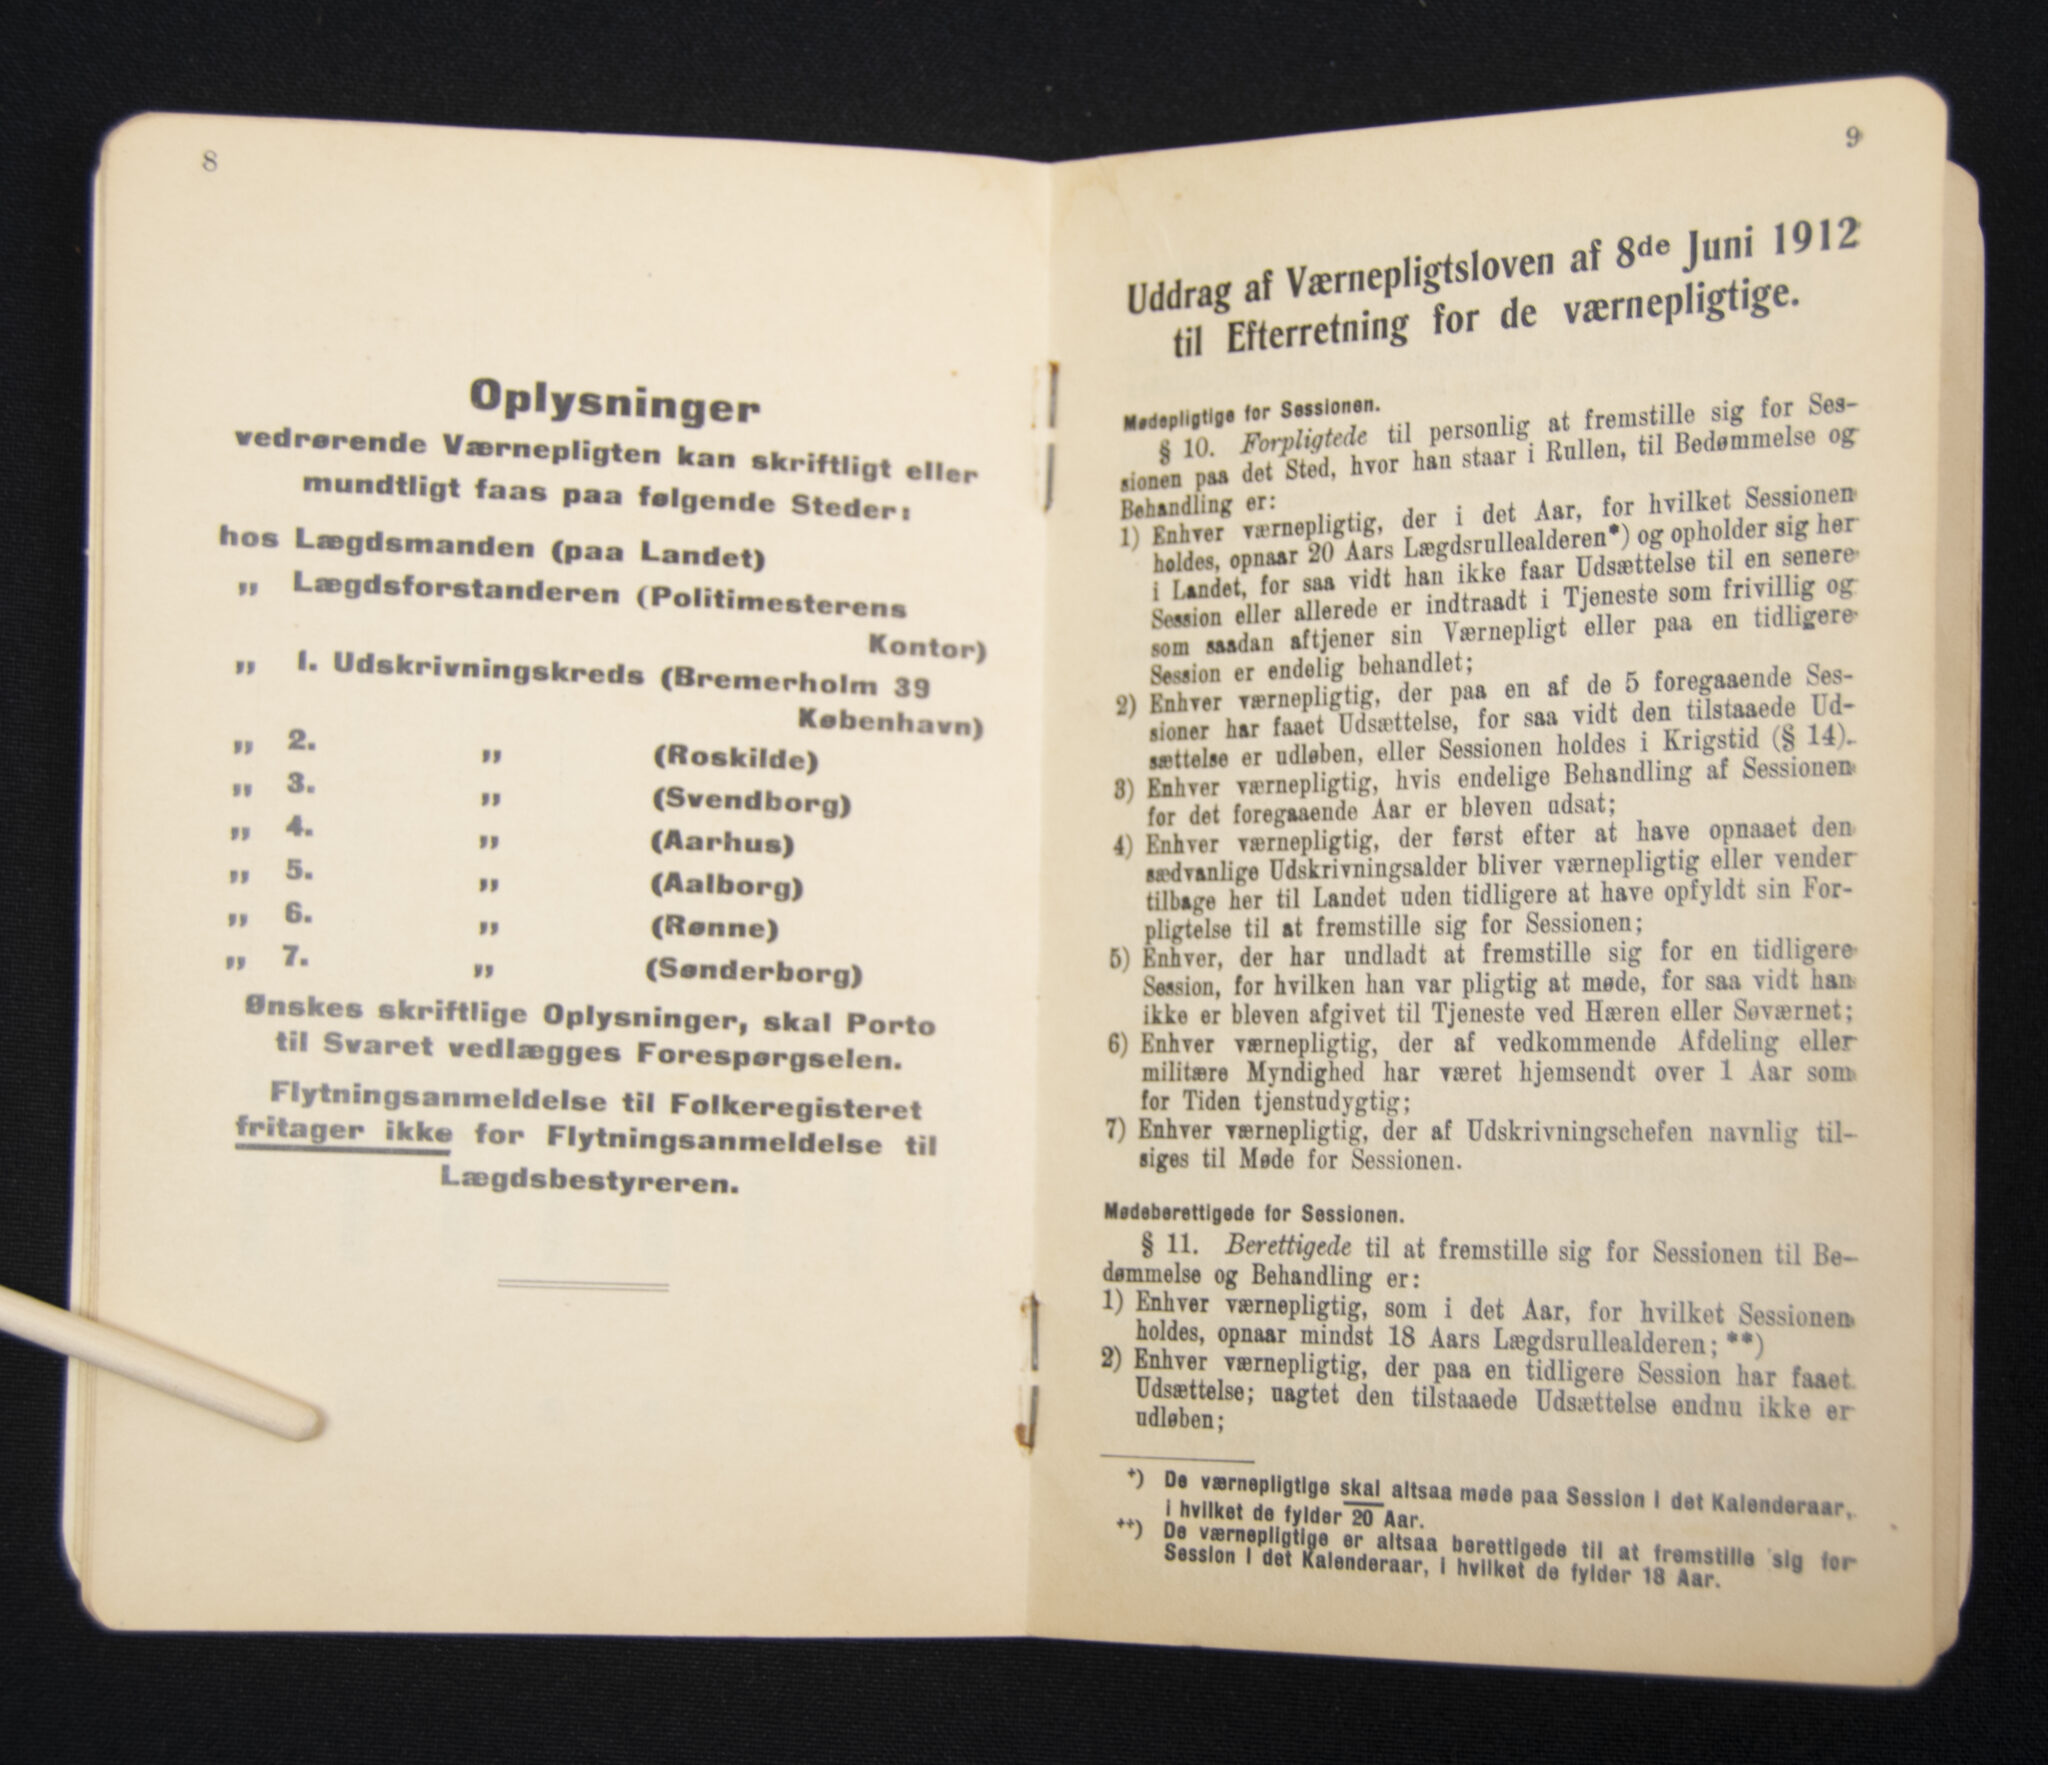 8
Oplysninger
vedrørende Værnepligten kan skriftligt eller
mundtligt faas paa følgende Steder:
hos Lægdsmanden (paa Landet)
„ Lægdsforstanderen (Politimesterens
Kontor)
„ 1. Udskrivningskreds (Bremerholm 39
København)
„ 2. „ (Roskilde)
„ 3. „ (Svendborg)
„ 4. „ (Aarhus)
„ 5. „ (Aalborg)
„ 6. „ (Rønne)
„ 7. „ (Sønderborg)
Ønskes skriftlige Oplysninger, skal Porto
til Svaret vedlægges Forespørgselen.
Flytningsanmeldelse til Folkeregisteret
fritager ikke for Flytningsanmeldelse til
Lægdsbestyreren.
9
Uddrag af Værnepligtsloven af 8de Juni 1912
til Efterretning for de værnepligtige.
Mødepligtige for Sessionen.
§ 10. Forpligtede til personlig at fremstille sig for Ses-
sionen paa det Sted, hvor han staar i Rullen, til Bedømmelse og
Behandling er:
1) Enhver værnepligtig, der i det Aar, for hvilket Sessionen
holdes, opnaar 20 Aars Lægdsrullealderen*) og opholder sig her
i Landet, for saa vidt han ikke faar Udsættelse til en senere
Session eller allerede er indtraadt i Tjeneste som frivillig og
som saadan aftjener sin Værnepligt eller paa en tidligere
Session er endelig behandlet;
2) Enhver værnepligtig, der paa en af de 5 foregaaende Ses-
sioner har faaet Udsættelse, for saa vidt den tilstaaede Ud-
sættelse er udløben, eller Sessionen holdes i Krigstid (§ 14).
3) Enhver værnepligtig, hvis endelige Behandling af Sessionen
for det foregaaende Aar er bleven udsat;
4) Enhver værnepligtig, der først efter at have opnaaet den
sædvanlige Udskrivningsalder bliver værnepligtig eller vender
tilbage her til Landet uden tidligere at have opfyldt sin For-
pligtelse til at fremstille sig for Sessionen;
5) Enhver, der har undladt at fremstille sig for en tidligere
Session, for hvilken han var pligtig at møde, for saa vidt han
ikke er bleven afgivet til Tjeneste ved Hæren eller Søværnet;
6) Enhver værnepligtig, der af vedkommende Afdeling eller
militære Myndighed har været hjemsendt over 1 Aar som
for Tiden tjenstudygtig;
7) Enhver værnepligtig, der af Udskrivningschefen navnlig til-
siges til Møde for Sessionen.
Mødeberettigede for Sessionen.
§ 11. Berettigede til at fremstille sig for Sessionen til Be-
dømmelse og Behandling er:
1) Enhver værnepligtig, som i det Aar, for hvilket Sessionen
holdes, opnaar mindst 18 Aars Lægdsrullealderen; **)
2) Enhver værnepligtig, der paa en tidligere Session har faaet
Udsættelse; uagtet den tilstaaede Udsættelse endnu ikke er
udløben;
+) De værnepligtige skal altsaa møde paa Session i det Kalenderaar,
i hvilket de fylder 20 Aar.
++) De værnepligtige er altsaa berettigede til at fremstille sig for
Session i det Kalenderaar, i hvilket de fylder 18 Aar.